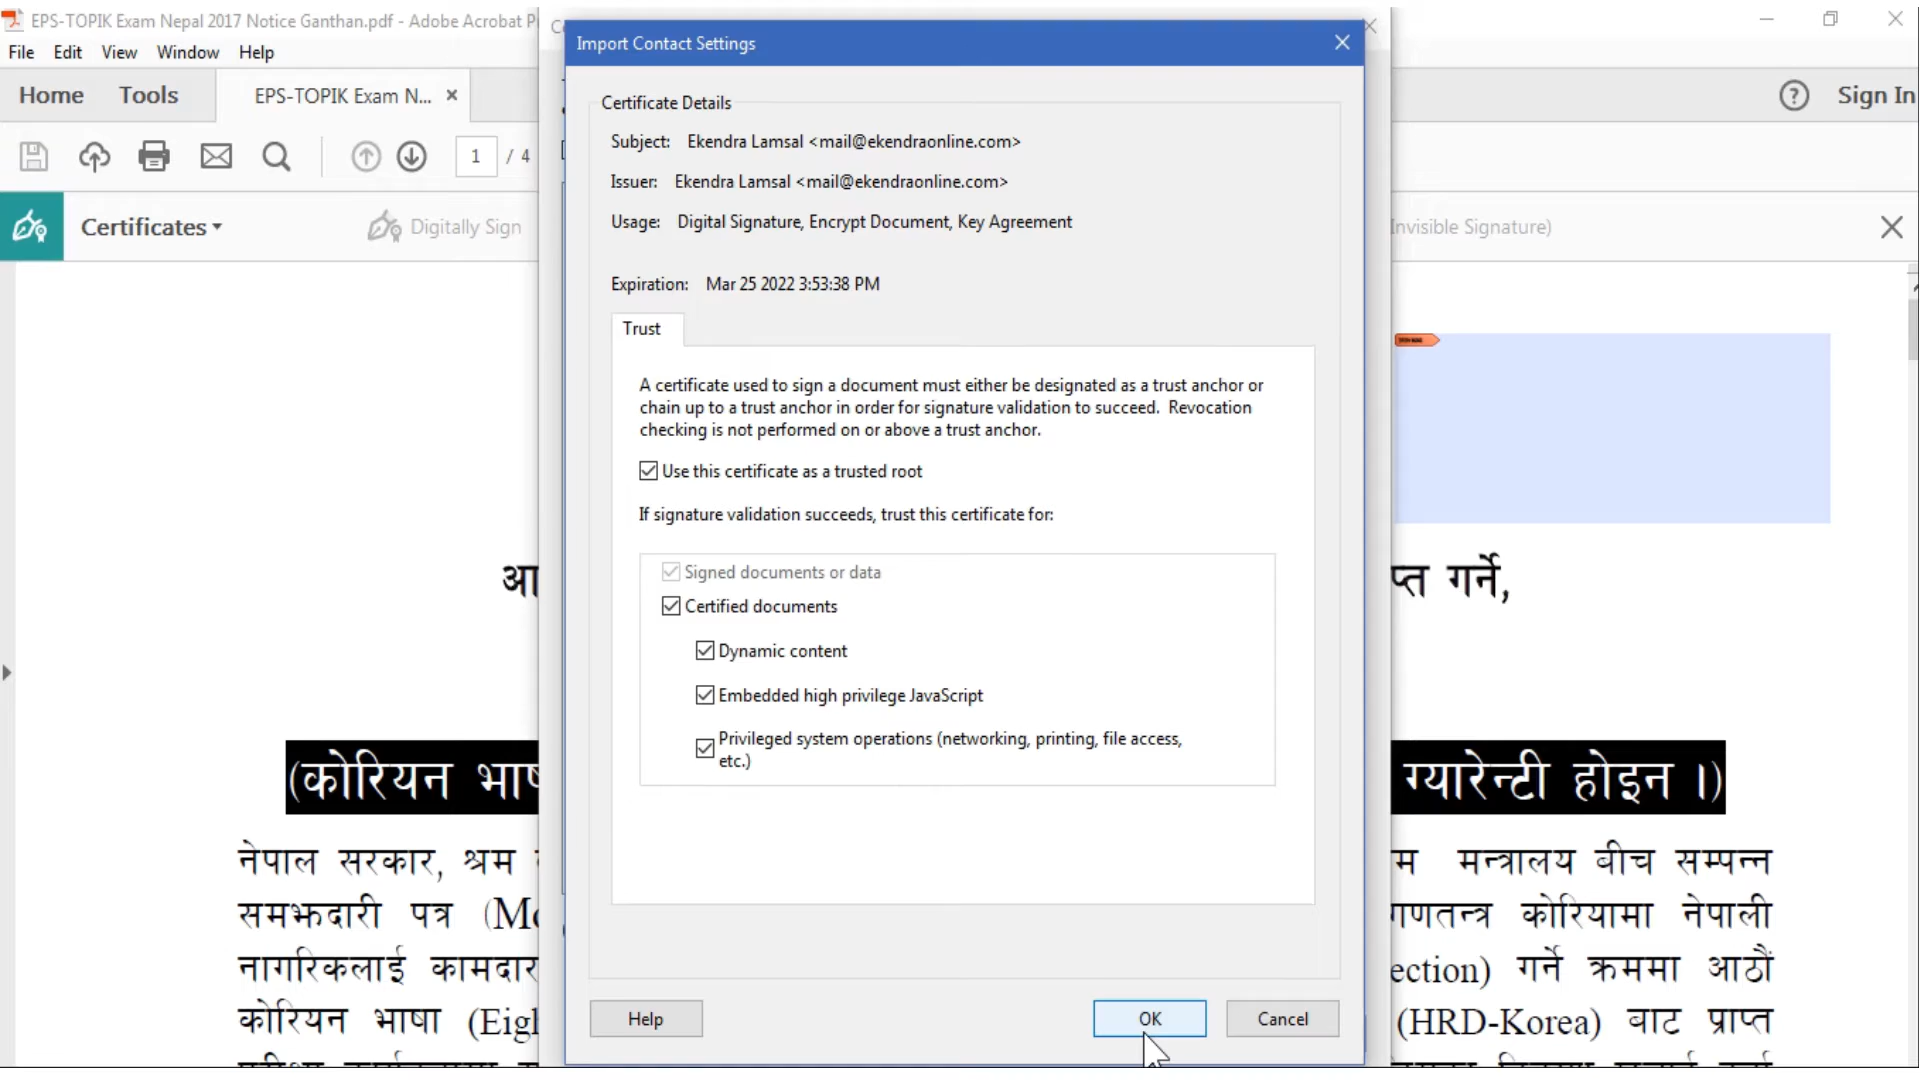 EPS-TOPIK Exam Nepal 2017 Notice Ganthan.pdf - Adobe Acrobat
File Edit View Window Help
Home Tools EPS-TOPIK Exam N... Sign In
1 / 4
Certificates Digitally Sign Invisible Signature)
Import Contact Settings
Certificate Details
Subject: Ekendra Lamsal <mail@ekendraonline.com>
Issuer: Ekendra Lamsal <mail@ekendraonline.com>
Usage: Digital Signature, Encrypt Document, Key Agreement
Expiration: Mar 25 2022 3:53:38 PM
Trust
A certificate used to sign a document must either be designated as a trust anchor or
chain up to a trust anchor in order for signature validation to succeed. Revocation
checking is not performed on or above a trust anchor.
Use this certificate as a trusted root
If signature validation succeeds, trust this certificate for:
Signed documents or data
Certified documents
Dynamic content
Embedded high privilege JavaScript
Privileged system operations (networking, printing, file access,
etc.)
Help OK Cancel
गर्ने,
(कोरियन ग्यारेन्टी होइन ।)
नेपाल सरकार, श्रम मन्त्रालय बीच सम्पन्न
समझदारी पत्र कोरियामा नेपाली
नागरिकलाई कामदार ection) गर्ने क्रममा आठौं
कोरियन भाषा (HRD-Korea) बाट प्राप्त